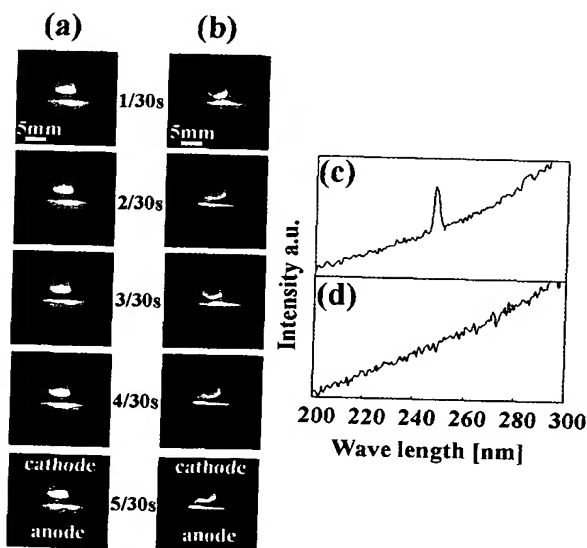 (a) (b)
1/30s
5mm 5mm
2/30s
3/30s
4/30s
5/30s
cathode cathode
anode anode
(c)
(d)
Intensity a.u.
200 220 240 260 280 300
Wave length [nm]